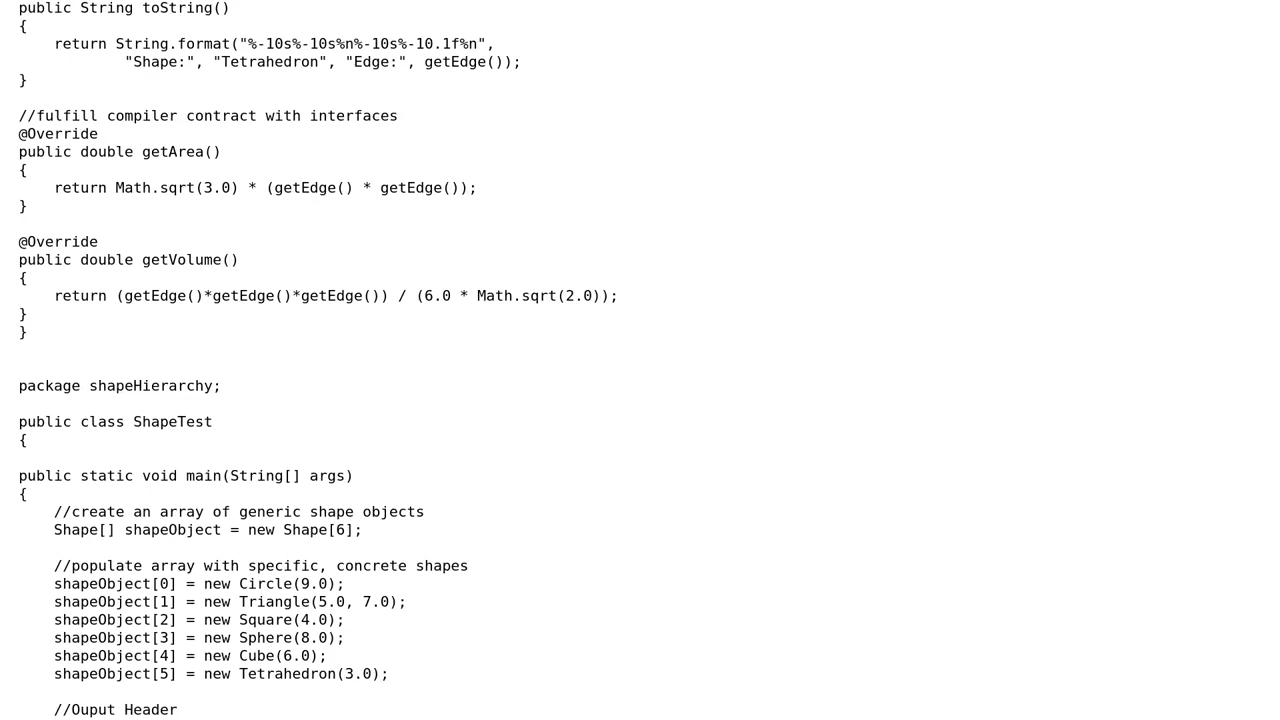 public String toString()
{
    return String.format("%-10s%-10s%n%-10s%-10.1f%n",
            "Shape:", "Tetrahedron", "Edge:", getEdge());
}

//fulfill compiler contract with interfaces
@Override
public double getArea()
{
    return Math.sqrt(3.0) * (getEdge() * getEdge());
}

@Override
public double getVolume()
{
    return (getEdge()*getEdge()*getEdge()) / (6.0 * Math.sqrt(2.0));
}
}


package shapeHierarchy;

public class ShapeTest
{

public static void main(String[] args)
{
    //create an array of generic shape objects
    Shape[] shapeObject = new Shape[6];

    //populate array with specific, concrete shapes
    shapeObject[0] = new Circle(9.0);
    shapeObject[1] = new Triangle(5.0, 7.0);
    shapeObject[2] = new Square(4.0);
    shapeObject[3] = new Sphere(8.0);
    shapeObject[4] = new Cube(6.0);
    shapeObject[5] = new Tetrahedron(3.0);

    //Ouput Header